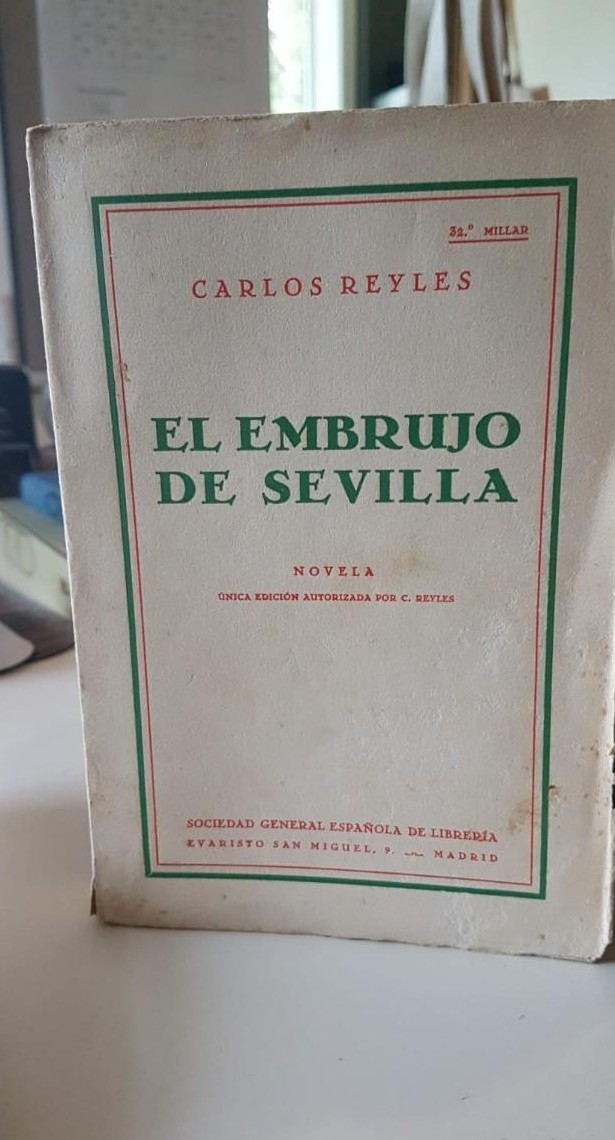 32.º MILLAR
CARLOS REYLES
EL EMBRUJO
DE SEVILLA
NOVELA
ÚNICA EDICIÓN AUTORIZADA POR C. REYLES
SOCIEDAD GENERAL ESPAÑOLA DE LIBRERÍA
EVARISTO SAN MIGUEL, 9. MADRID